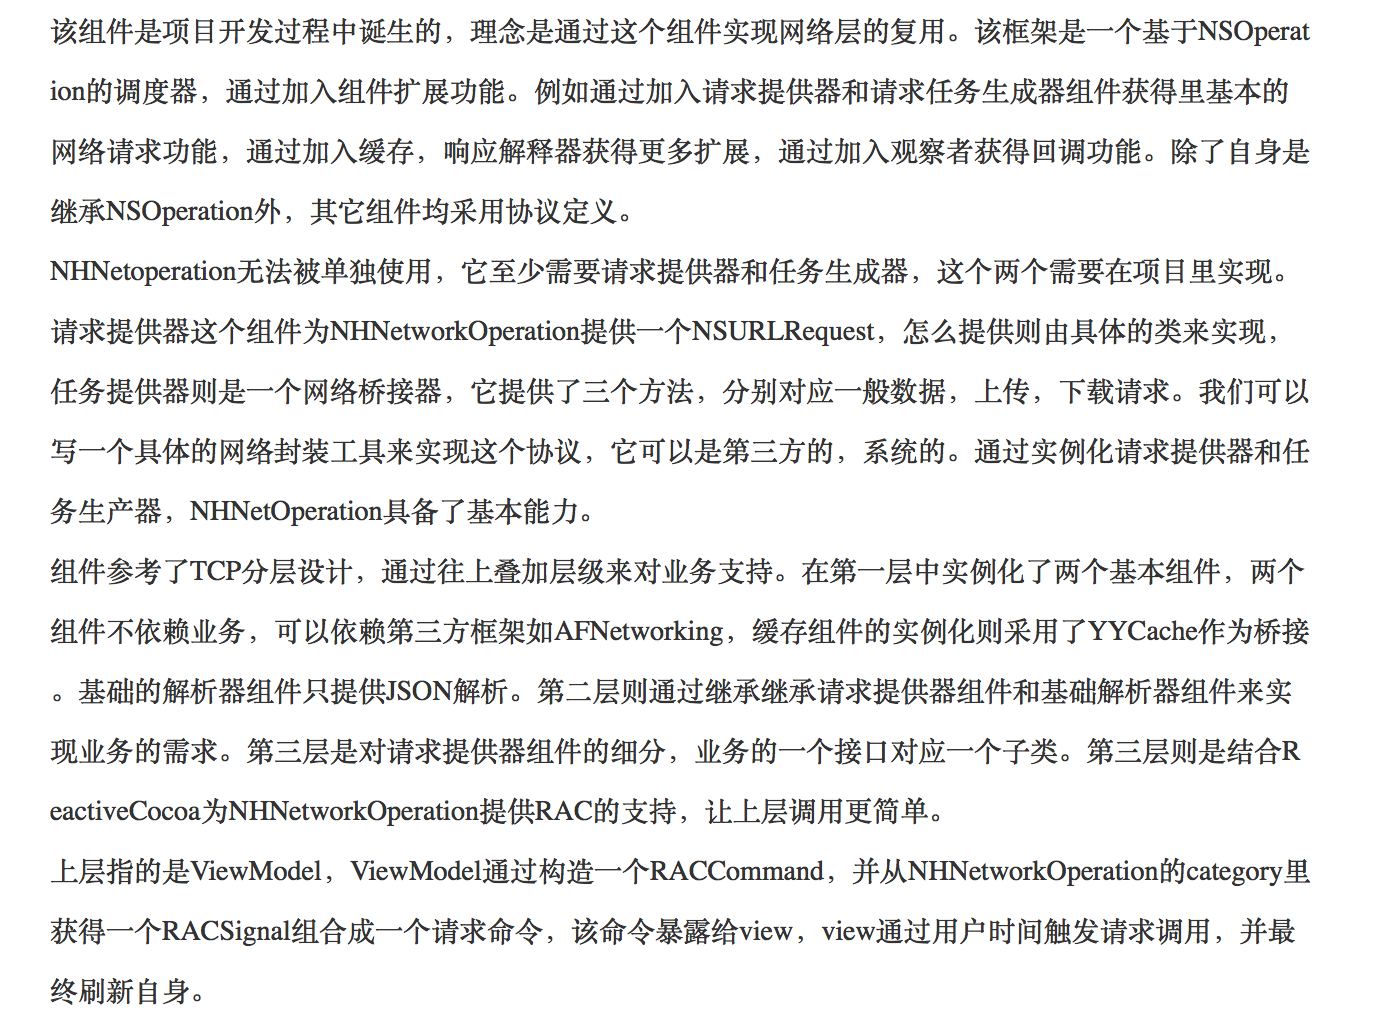 该组件是项目开发过程中诞生的，理念是通过这个组件实现网络层的复用。该框架是一个基于NSOperat
ion的调度器，通过加入组件扩展功能。例如通过加入请求提供器和请求任务生成器组件获得里基本的
网络请求功能，通过加入缓存，响应解释器获得更多扩展，通过加入观察者获得回调功能。除了自身是
继承NSOperation外，其它组件均采用协议定义。
NHNetoperation无法被单独使用，它至少需要请求提供器和任务生成器，这个两个需要在项目里实现。
请求提供器这个组件为NHNetworkOperation提供一个NSURLRequest，怎么提供则由具体的类来实现，
任务提供器则是一个网络桥接器，它提供了三个方法，分别对应一般数据，上传，下载请求。我们可以
写一个具体的网络封装工具来实现这个协议，它可以是第三方的，系统的。通过实例化请求提供器和任
务生产器，NHNetOperation具备了基本能力。
组件参考了TCP分层设计，通过往上叠加层级来对业务支持。在第一层中实例化了两个基本组件，两个
组件不依赖业务，可以依赖第三方框架如AFNetworking，缓存组件的实例化则采用了YYCache作为桥接
。基础的解析器组件只提供JSON解析。第二层则通过继承继承请求提供器组件和基础解析器组件来实
现业务的需求。第三层是对请求提供器组件的细分，业务的一个接口对应一个子类。第三层则是结合R
eactiveCocoa为NHNetworkOperation提供RAC的支持，让上层调用更简单。
上层指的是ViewModel，ViewModel通过构造一个RACCommand，并从NHNetworkOperation的category里
获得一个RACSignal组合成一个请求命令，该命令暴露给view，view通过用户时间触发请求调用，并最
终刷新自身。